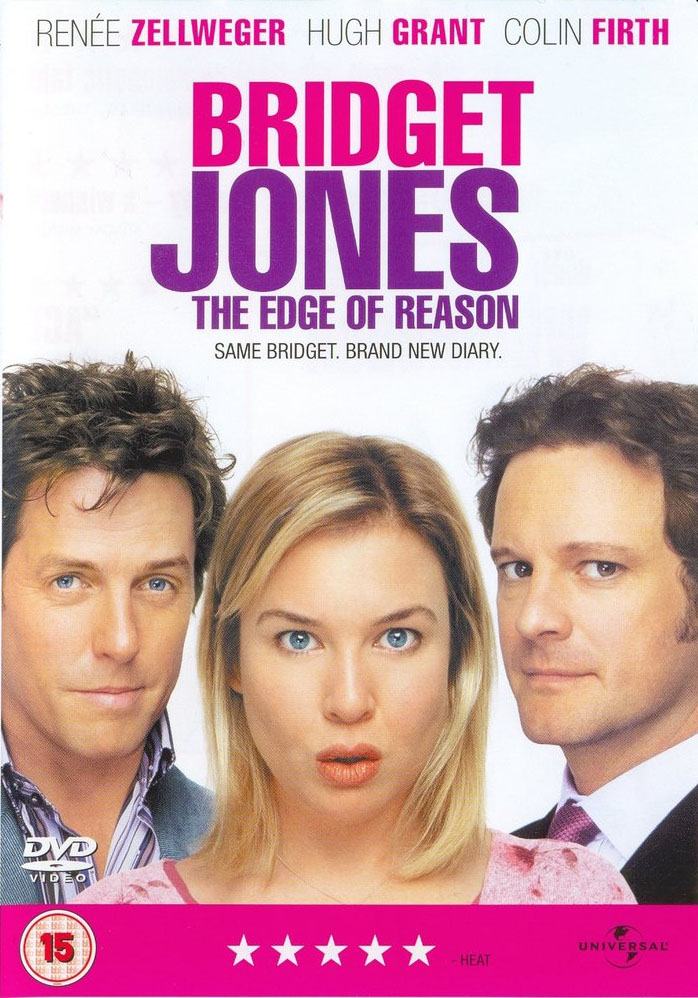 RENÉE ZELLWEGER HUGH GRANT COLIN FIRTH
BRIDGET
JONES
THE EDGE OF REASON
SAME BRIDGET. BRAND NEW DIARY.
DVD
VIDEO
15
- HEAT
UNIVERSAL